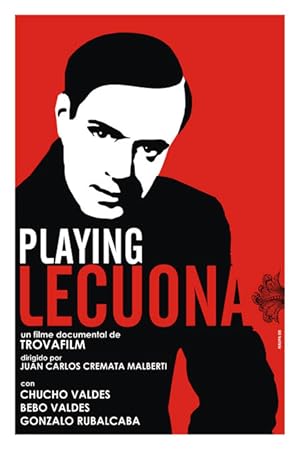 PLAYING
LECUONA
un filme documental de
TROVAFILM
dirigido por
JUAN CARLOS CREMATA MALBERTI
con
CHUCHO VALDES
BEBO VALDES
GONZALO RUBALCABA